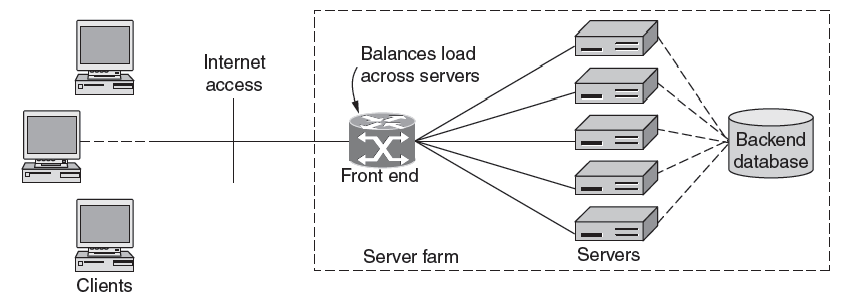 Internet
access
Balances load
across servers
Front end
Backend
database
Server farm
Servers
Clients